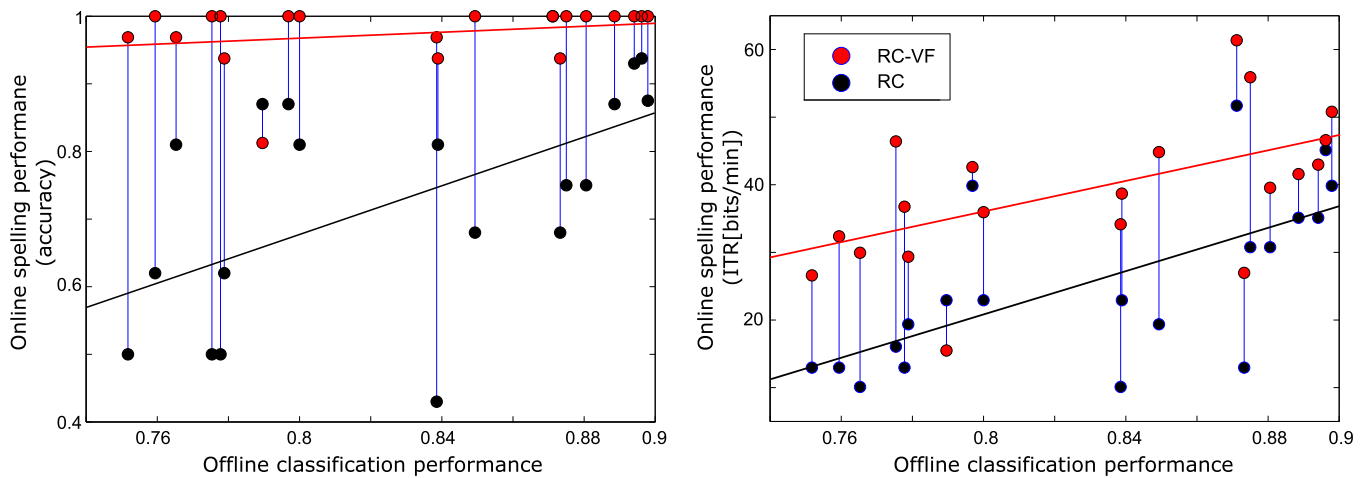 Online spelling performance
(accuracy)
1
0.8
0.6
0.4
0.76
0.8
0.84
0.88
0.9
Offline classification performance
Online spelling performance
(ITR[bits/min])
60
40
20
RC-VF
RC
0.76
0.8
0.84
0.88
0.9
Offline classification performance